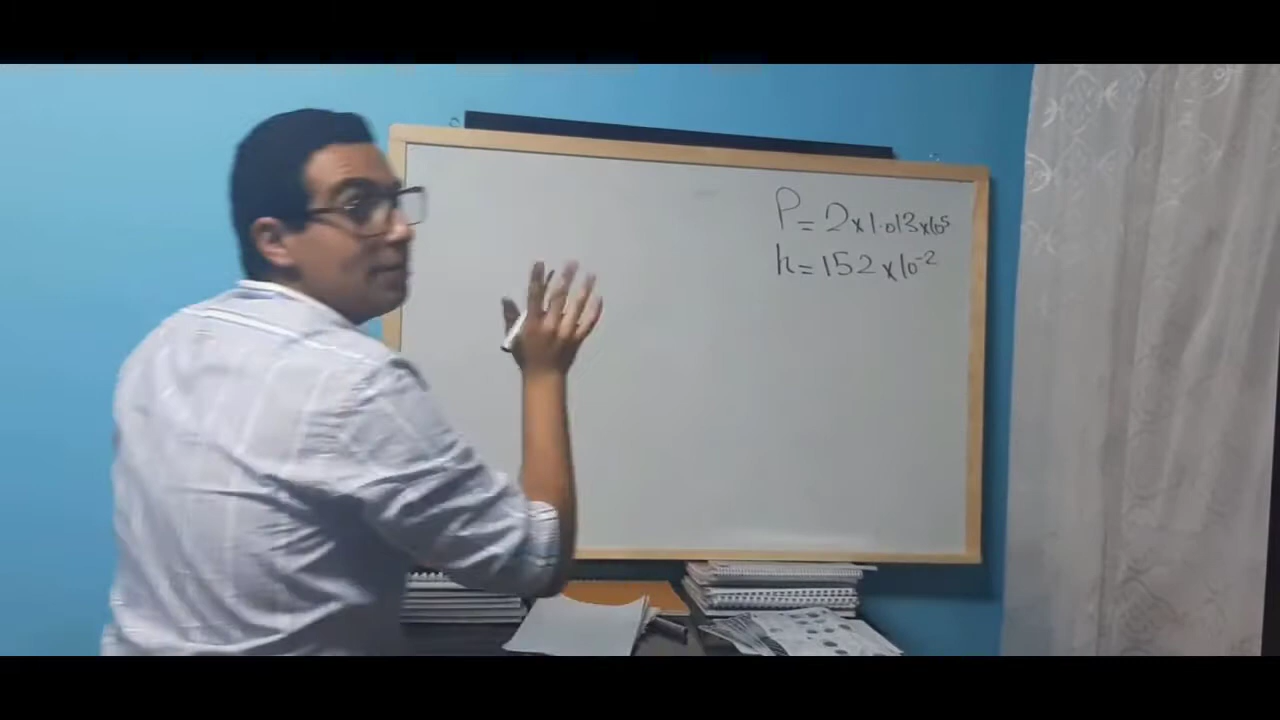 P = 2 x 1.013 x 10⁵
h = 152 x 10⁻²